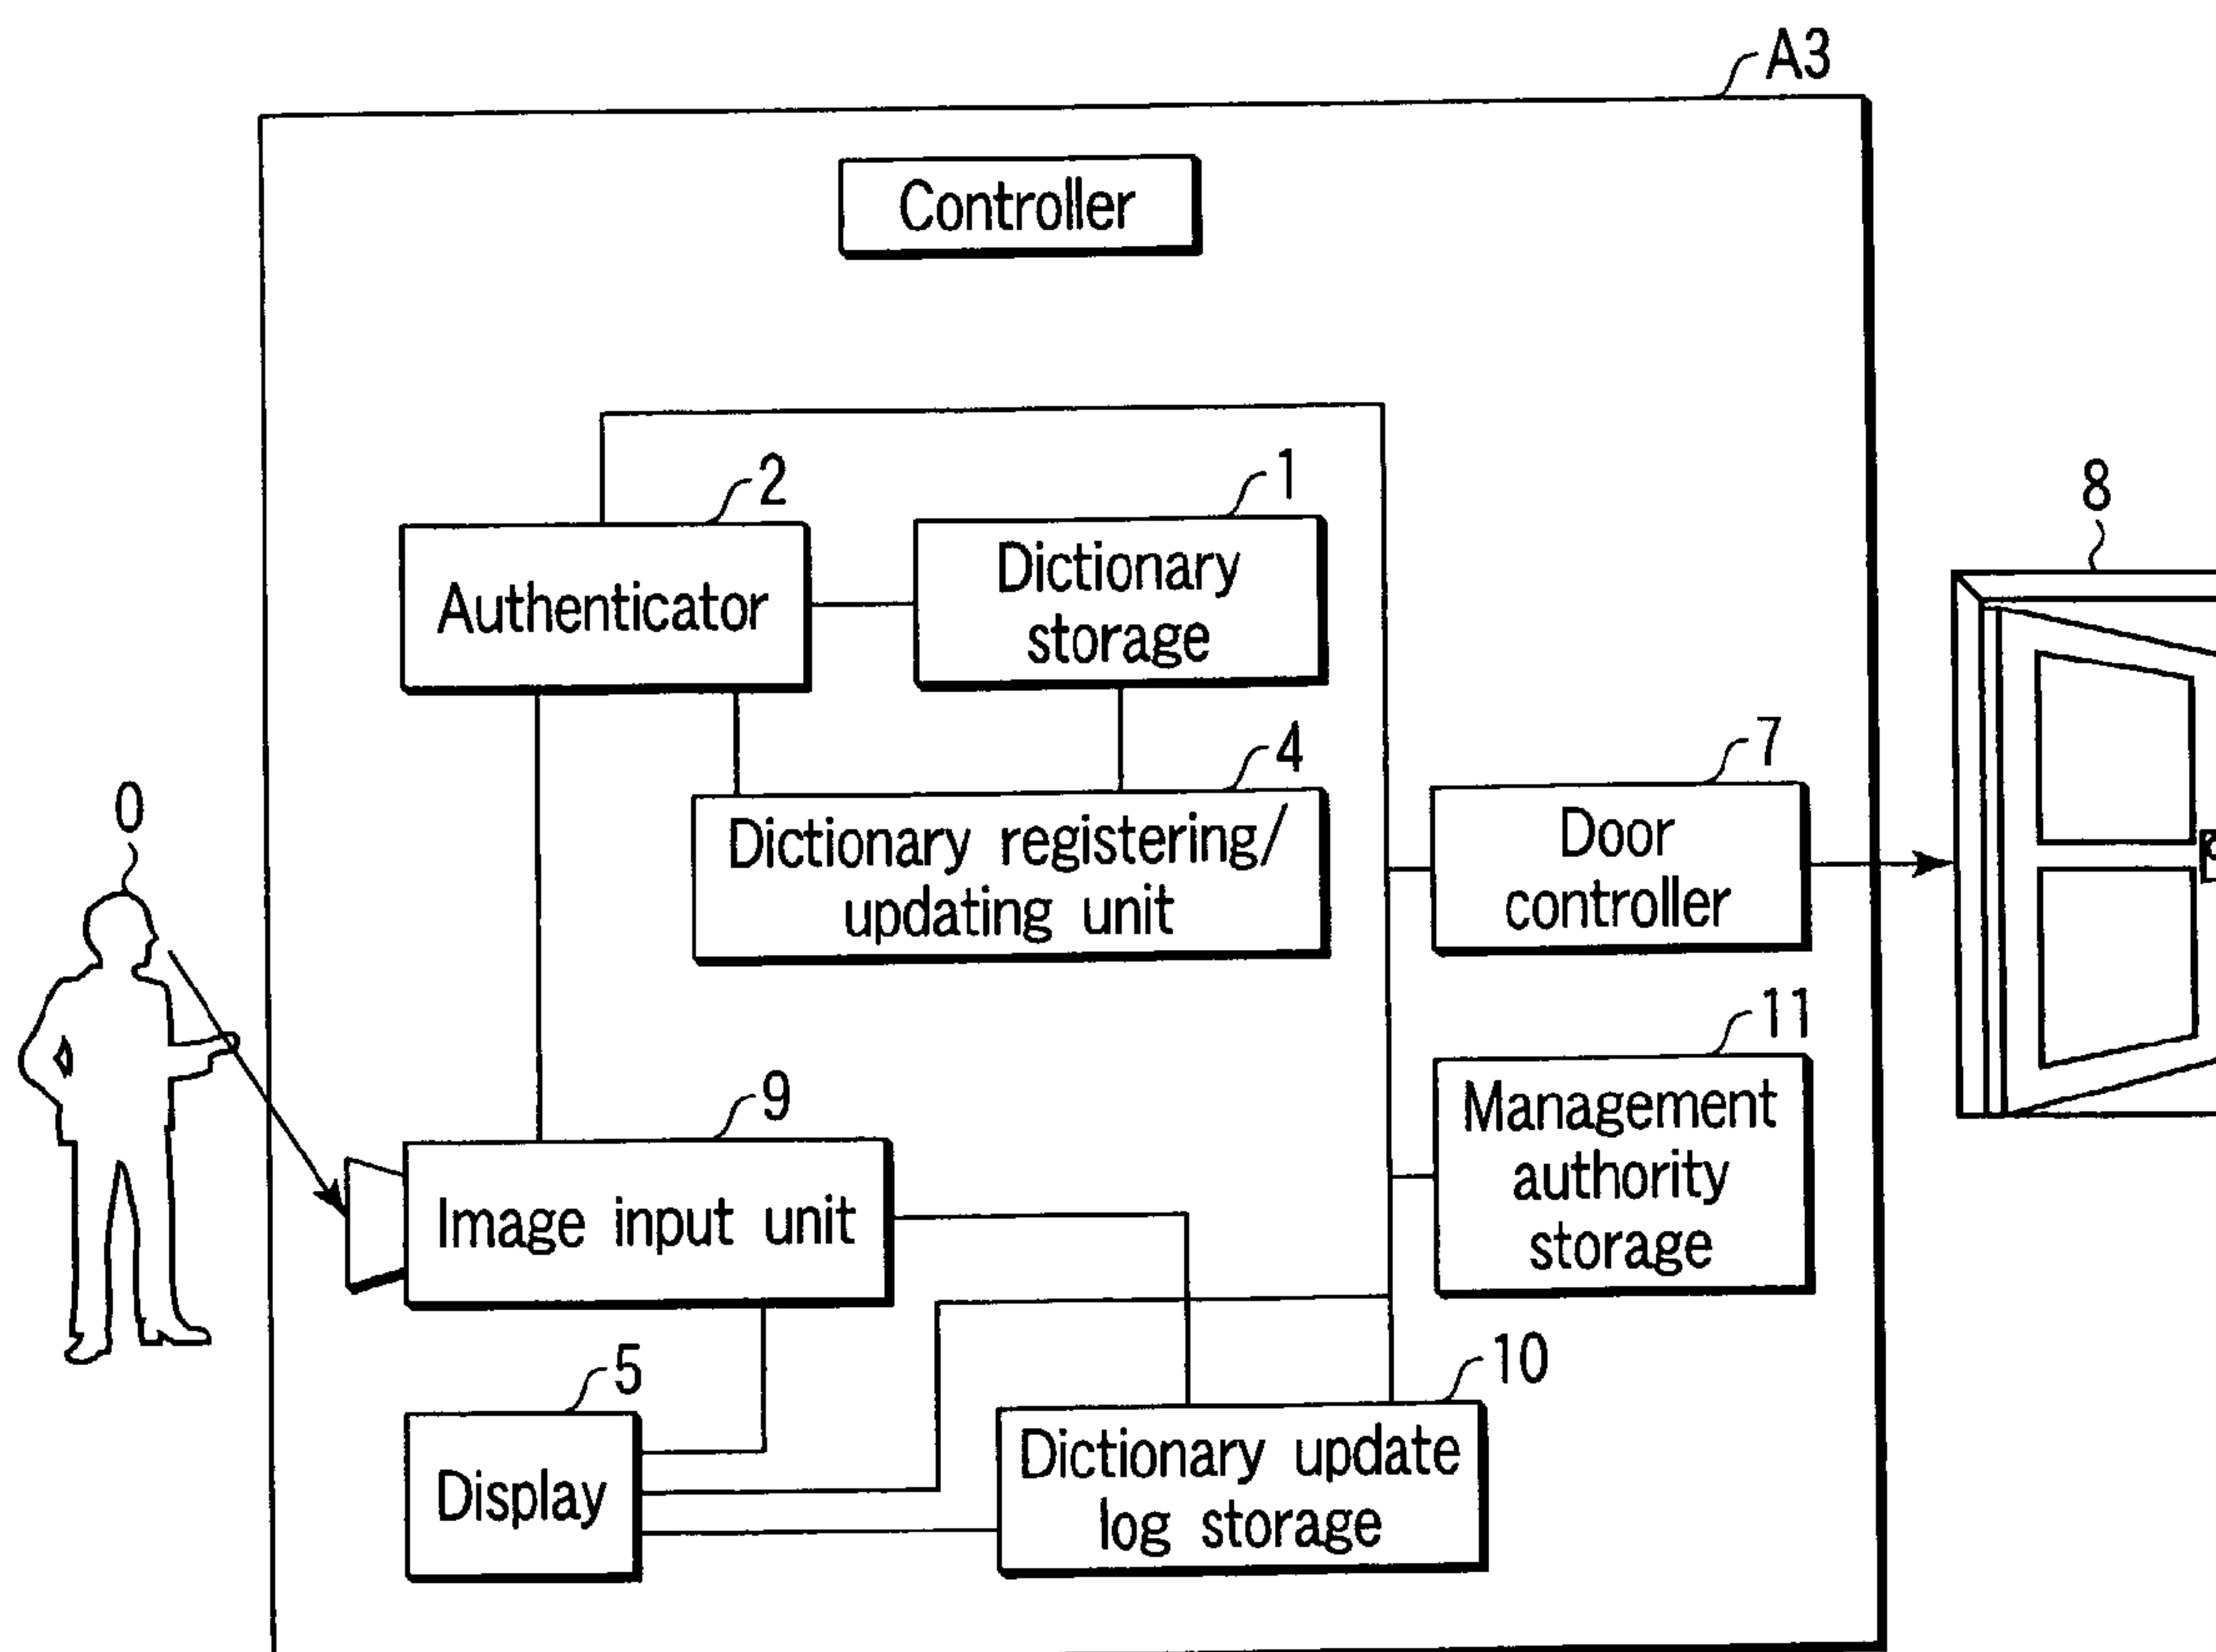 A3
Controller
2
1
Authenticator
Dictionary
storage
8
4
7
Dictionary registering/
updating unit
Door
controller
0
11
9
Management
authority
storage
Image input unit
5
10
Display
Dictionary update
log storage